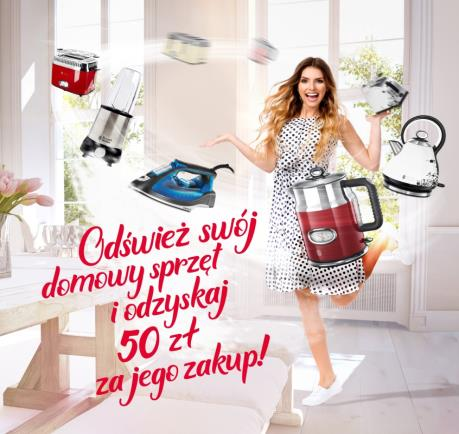 Odśwież swój
domowy sprzęt
i odzyskaj
50 zł
za jego zakup!